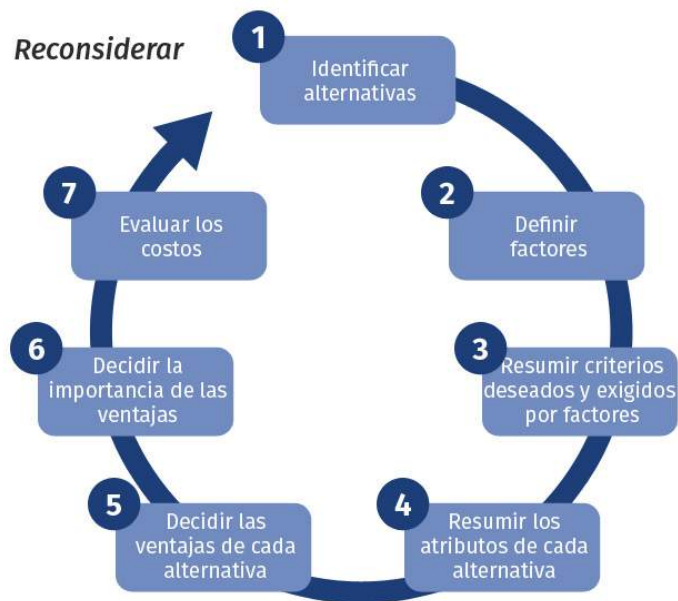 Reconsiderar
1
Identificar
alternativas
2
Definir
factores
3
Resumir criterios
deseados y exigidos
por factores
4
Resumir los
atributos de cada
alternativa
5
Decidir las
ventajas de cada
alternativa
6
Decidir la
importancia de las
ventajas
7
Evaluar los
costos